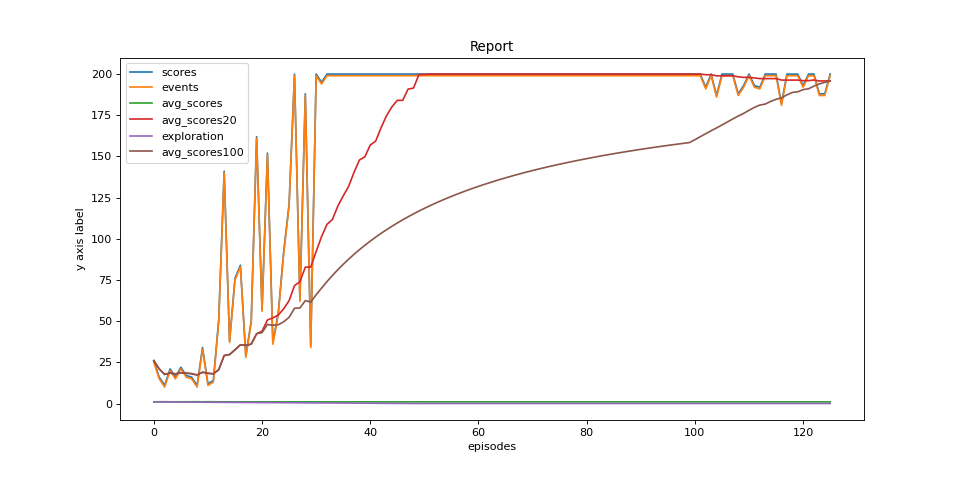 Report
scores
events
avg_scores
avg_scores20
exploration
avg_scores100
200
175
150
125
100
75
50
25
0
y axis label
0 20 40 60 80 100 120
episodes